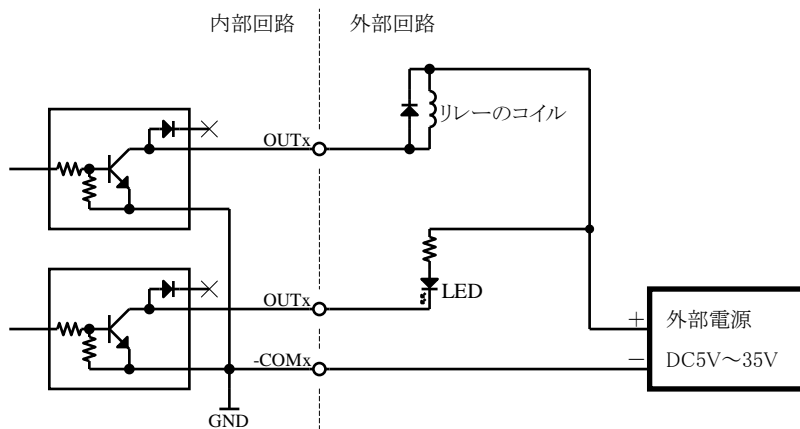 内部回路
外部回路
リレーのコイル
OUTx
LED
OUTx
+
外部電源
-COMx
−
DC5V～35V
GND